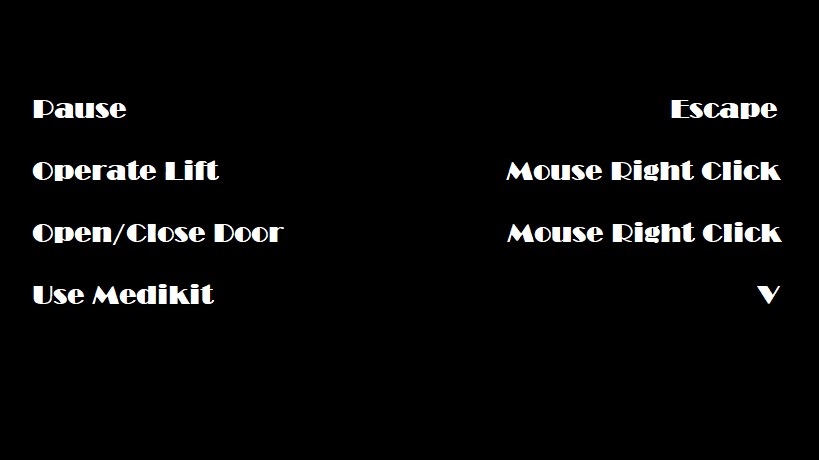 Pause Escape
Operate Lift Mouse Right Click
Open/Close Door Mouse Right Click
Use Medikit V